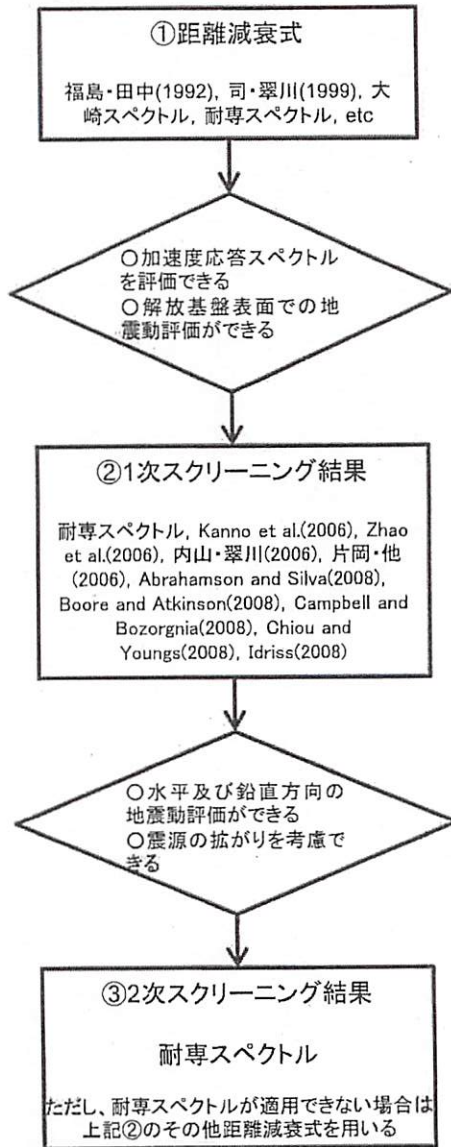 ①距離減衰式
福島・田中(1992), 司・翠川(1999), 大
崎スペクトル, 耐専スペクトル, etc
○加速度応答スペクトル
を評価できる
○解放基盤表面での地
震動評価ができる
②1次スクリーニング結果
耐専スペクトル, Kanno et al.(2006), Zhao
et al.(2006), 内山・翠川(2006), 片岡・他
(2006), Abrahamson and Silva(2008),
Boore and Atkinson(2008), Campbell and
Bozorgnia(2008), Chiou and
Youngs(2008), Idriss(2008)
○水平及び鉛直方向の
地震動評価ができる
○震源の拡がりを考慮で
きる
③2次スクリーニング結果
耐専スペクトル
ただし、耐専スペクトルが適用できない場合は
上記②のその他距離減衰式を用いる